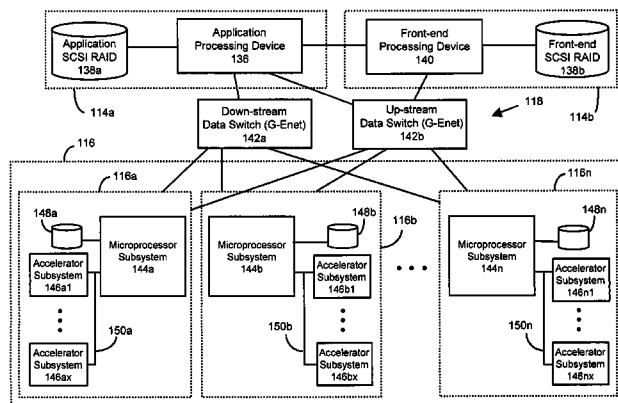 Application
SCSI RAID
138a
Application
Processing Device
136
Front-end
Processing Device
140
Front-end
SCSI RAID
138b
114a
118
114b
Down-stream
Data Switch (G-Enet)
142a
Up-stream
Data Switch (G-Enet)
142b
116
116a
116n
148a
Microprocessor
Subsystem
144a
Accelerator
Subsystem
146a1
150a
Accelerator
Subsystem
146ax
Microprocessor
Subsystem
144b
148b
116b
Accelerator
Subsystem
146b1
150b
Accelerator
Subsystem
146bx
Microprocessor
Subsystem
144n
148n
Accelerator
Subsystem
146n1
150n
Accelerator
Subsystem
146nx